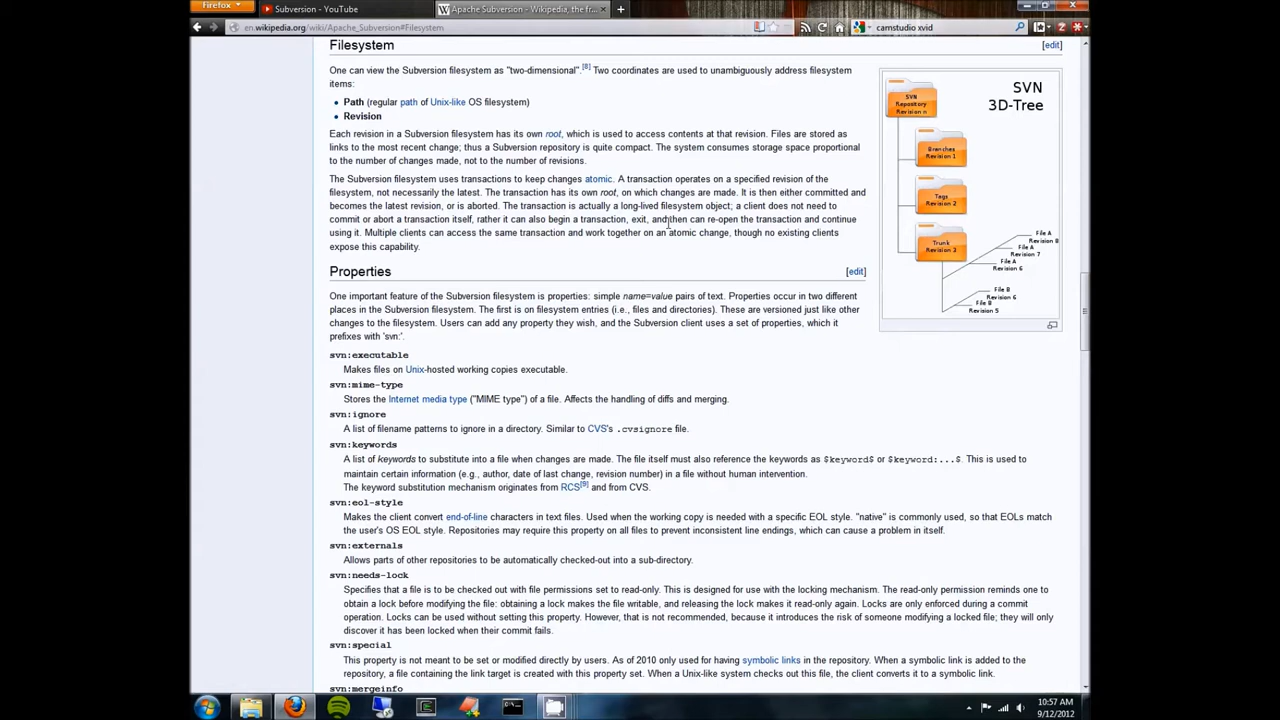 Firefox
Subversion - YouTube
Apache Subversion - Wikipedia, the fr...
en.wikipedia.org/wiki/Apache_Subversion#Filesystem
camstudio xvid
Filesystem
[edit]
One can view the Subversion filesystem as "two-dimensional".[8] Two coordinates are used to unambiguously address filesystem
items:
Path (regular path of Unix-like OS filesystem)
Revision
Each revision in a Subversion filesystem has its own root, which is used to access contents at that revision. Files are stored as
links to the most recent change; thus a Subversion repository is quite compact. The system consumes storage space proportional
to the number of changes made, not to the number of revisions.
The Subversion filesystem uses transactions to keep changes atomic. A transaction operates on a specified revision of the
filesystem, not necessarily the latest. The transaction has its own root, on which changes are made. It is then either committed and
becomes the latest revision, or is aborted. The transaction is actually a long-lived filesystem object; a client does not need to
commit or abort a transaction itself, rather it can also begin a transaction, exit, and then can re-open the transaction and continue
using it. Multiple clients can access the same transaction and work together on an atomic change, though no existing clients
expose this capability.
SVN
3D-Tree
SVN
Repository
Revision n
Branches
Revision 1
Tags
Revision 2
Trunk
Revision 3
File A
Revision 8
File A
Revision 7
File A
Revision 6
File B
Revision 6
File B
Revision 5
Properties
[edit]
One important feature of the Subversion filesystem is properties: simple name=value pairs of text. Properties occur in two different
places in the Subversion filesystem. The first is on filesystem entries (i.e., files and directories). These are versioned just like other
changes to the filesystem. Users can add any property they wish, and the Subversion client uses a set of properties, which it
prefixes with 'svn:'.
svn:executable
Makes files on Unix-hosted working copies executable.
svn:mime-type
Stores the Internet media type ("MIME type") of a file. Affects the handling of diffs and merging.
svn:ignore
A list of filename patterns to ignore in a directory. Similar to CVS's .cvsignore file.
svn:keywords
A list of keywords to substitute into a file when changes are made. The file itself must also reference the keywords as $keyword$ or $keyword:...$. This is used to
maintain certain information (e.g., author, date of last change, revision number) in a file without human intervention.
The keyword substitution mechanism originates from RCS[9] and from CVS.
svn:eol-style
Makes the client convert end-of-line characters in text files. Used when the working copy is needed with a specific EOL style. "native" is commonly used, so that EOLs match
the user's OS EOL style. Repositories may require this property on all files to prevent inconsistent line endings, which can cause a problem in itself.
svn:externals
Allows parts of other repositories to be automatically checked-out into a sub-directory.
svn:needs-lock
Specifies that a file is to be checked out with file permissions set to read-only. This is designed for use with the locking mechanism. The read-only permission reminds one to
obtain a lock before modifying the file: obtaining a lock makes the file writable, and releasing the lock makes it read-only again. Locks are only enforced during a commit
operation. Locks can be used without setting this property. However, that is not recommended, because it introduces the risk of someone modifying a locked file; they will only
discover it has been locked when their commit fails.
svn:special
This property is not meant to be set or modified directly by users. As of 2010 only used for having symbolic links in the repository. When a symbolic link is added to the
repository, a file containing the link target is created with this property set. When a Unix-like system checks out this file, the client converts it to a symbolic link.
svn:mergeinfo
10:57 AM
9/12/2012